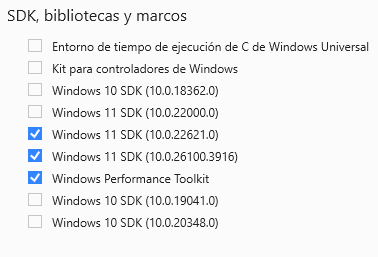 SDK, bibliotecas y marcos
Entorno de tiempo de ejecución de C de Windows Universal
Kit para controladores de Windows
Windows 10 SDK (10.0.18362.0)
Windows 11 SDK (10.0.22000.0)
Windows 11 SDK (10.0.22621.0)
Windows 11 SDK (10.0.26100.3916)
Windows Performance Toolkit
Windows 10 SDK (10.0.19041.0)
Windows 10 SDK (10.0.20348.0)